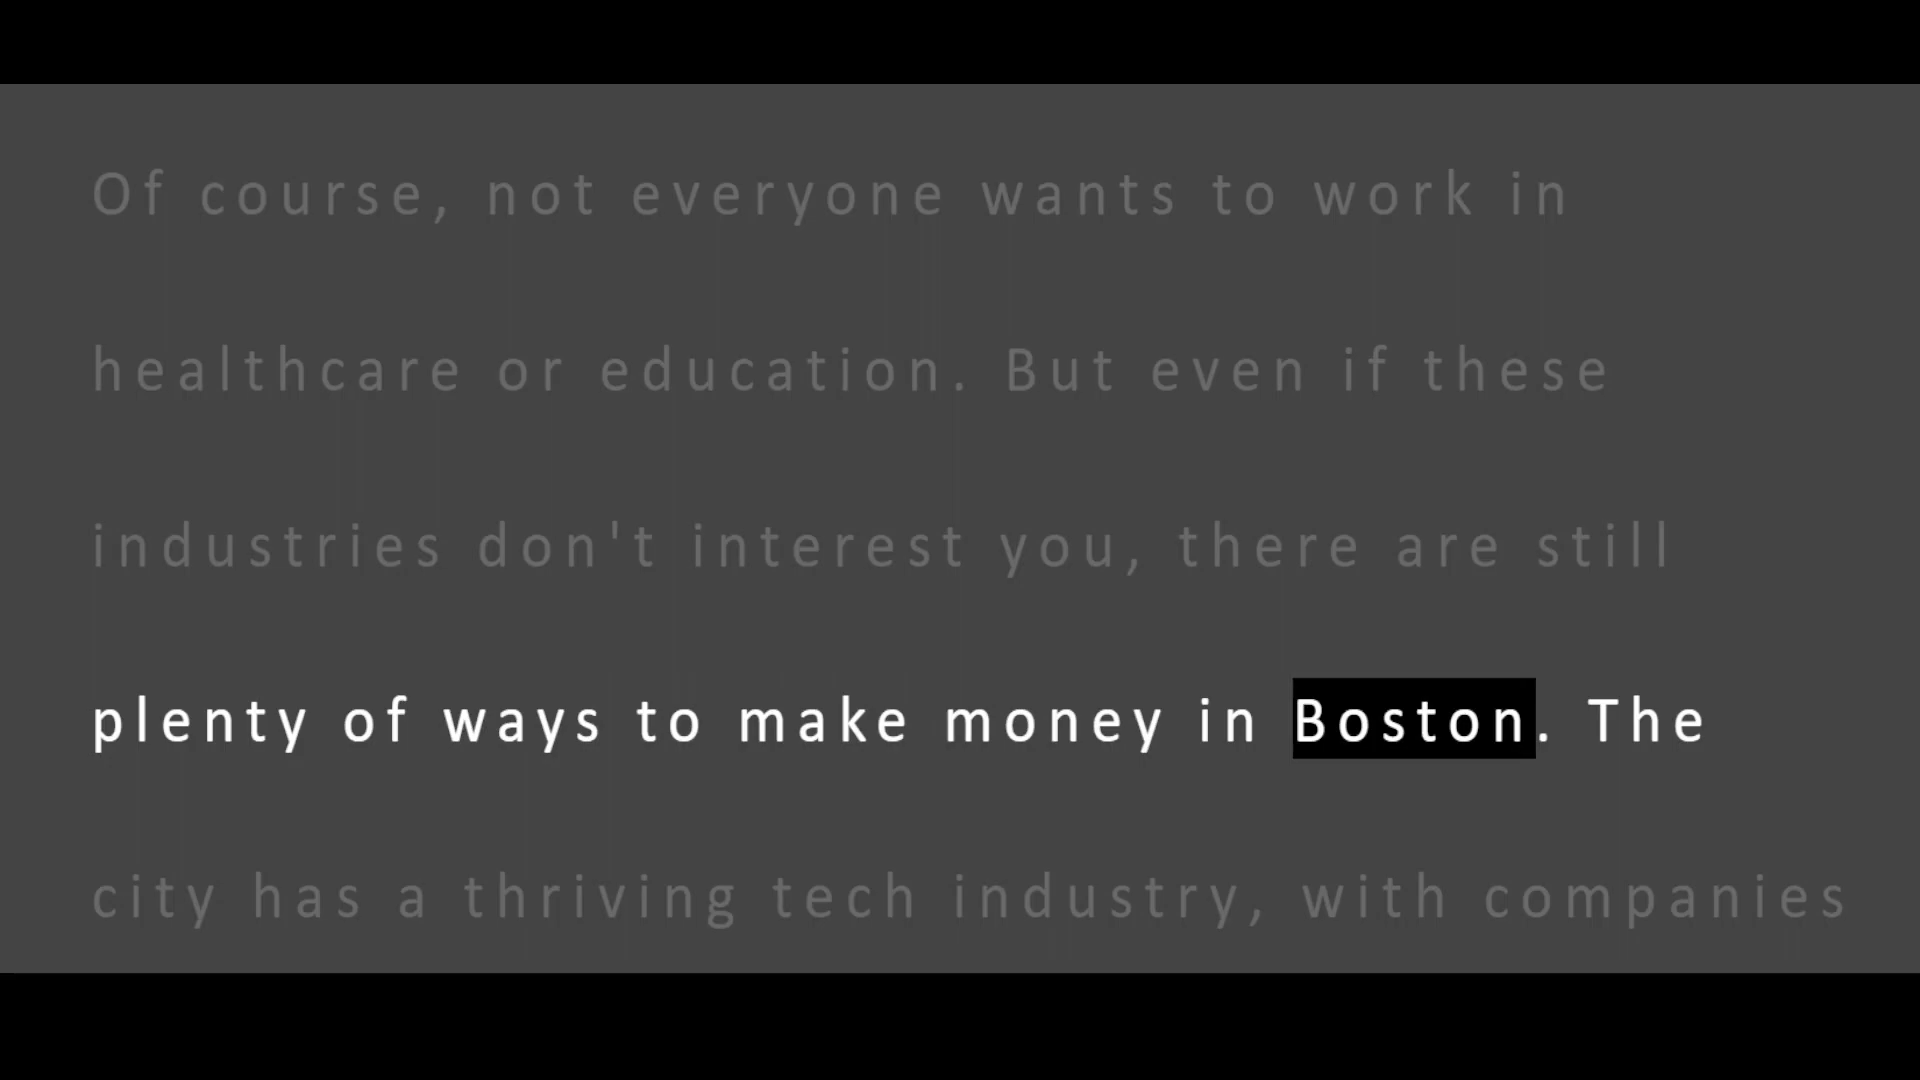 Of course, not everyone wants to work in
healthcare or education. But even if these
industries don't interest you, there are still
plenty of ways to make money in Boston. The
city has a thriving tech industry, with companies